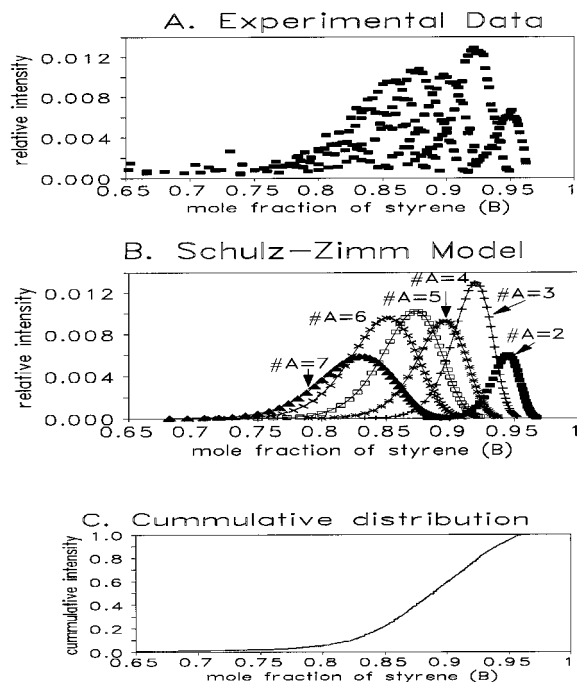 A. Experimental Data
relative intensity
0.012
0.008
0.004
0.000
0.65 0.7 0.75 0.8 0.85 0.9 0.95
mole fraction of styrene (B)
B. Schulz-Zimm Model
relative intensity
0.012
0.008
0.004
0.000
#A=4
#A=5
#A=3
#A=6
#A=2
#A=7
0.65 0.7 0.75 0.8 0.85 0.9 0.95
mole fraction of styrene (B)
C. Cummulative distribution
cummulative intensity
1.0
0.8
0.6
0.4
0.2
0.0
0.65 0.7 0.75 0.8 0.85 0.9 0.95
mole fraction of styrene (B)